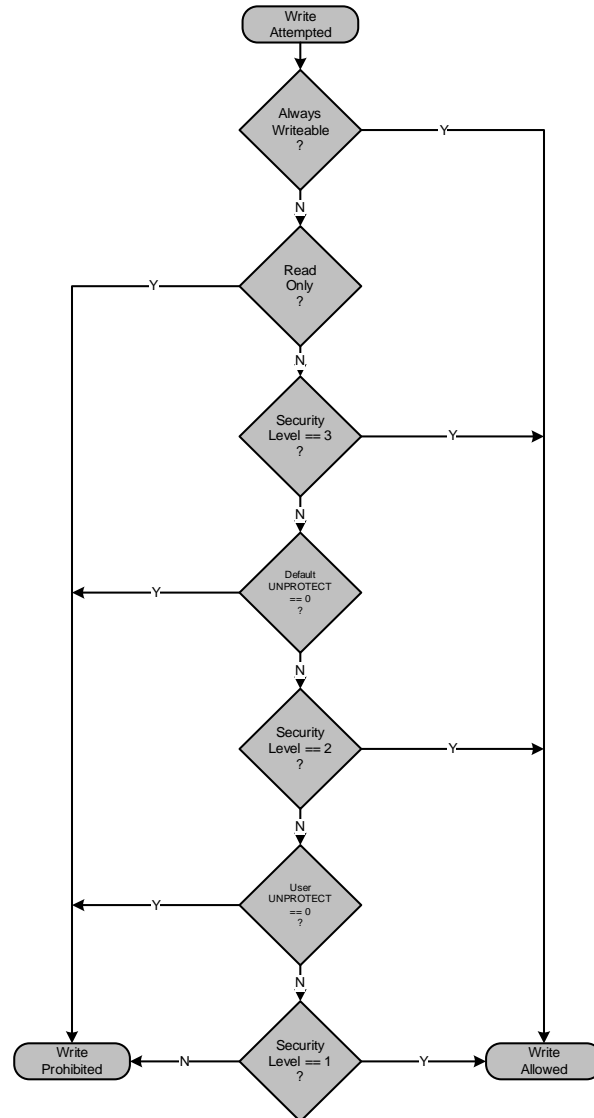 Write
Attempted
Always
Writeable
?
Y
N
Read
Only
?
Y
N
Security
Level == 3
?
Y
N
Default
UNPROTECT
== 0
?
Y
N
Security
Level == 2
?
Y
N
User
UNPROTECT
== 0
?
Y
N
Write
Prohibited
N
Security
Level == 1
?
Y
Write
Allowed